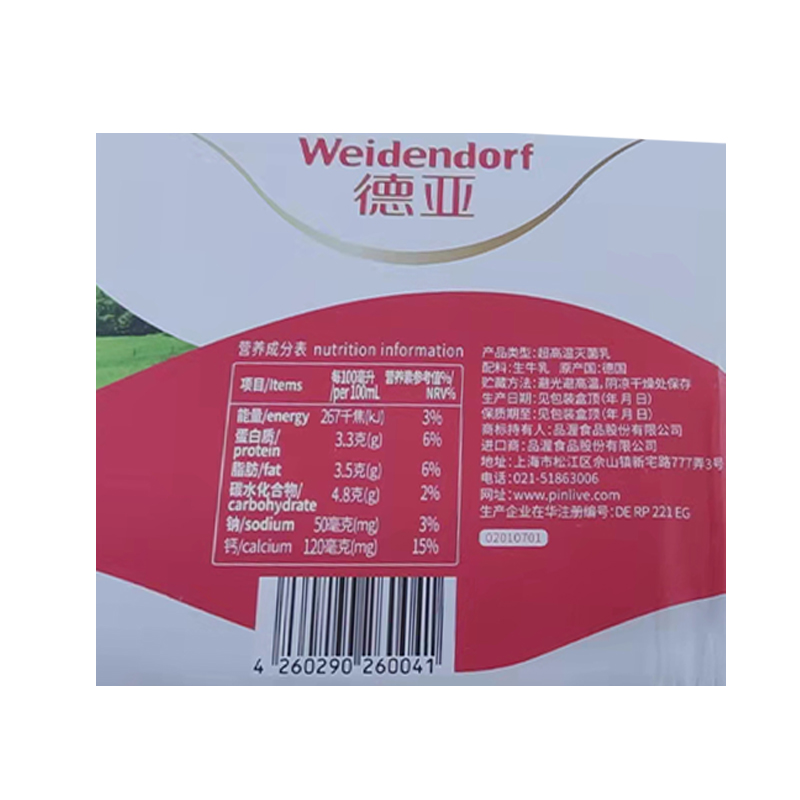 Weidendorf
德亚
营养成分表 nutrition information
项目/Items 每100毫升/per 100mL 营养素参考值%/NRV%
能量/energy 267千焦(kJ) 3%
蛋白质/protein 3.3克(g) 6%
脂肪/fat 3.5克(g) 6%
碳水化合物/carbohydrate 4.8克(g) 2%
钠/sodium 50毫克(mg) 3%
钙/calcium 120毫克(mg) 15%
产品类型:超高温灭菌乳
配料:生牛乳 原产国:德国
贮藏方法:避光避高温,阴凉干燥处保存
生产日期:见包装盒顶(年月日)
保质期至:见包装盒顶(年月日)
商标持有人:品渥食品股份有限公司
进口商:品渥食品股份有限公司
地址:上海市松江区佘山镇新宅路777弄3号
电话:021-51863006
网址:www.pinlive.com
生产企业在华注册编号:DE RP 221 EG
02010701
4 260290 260041